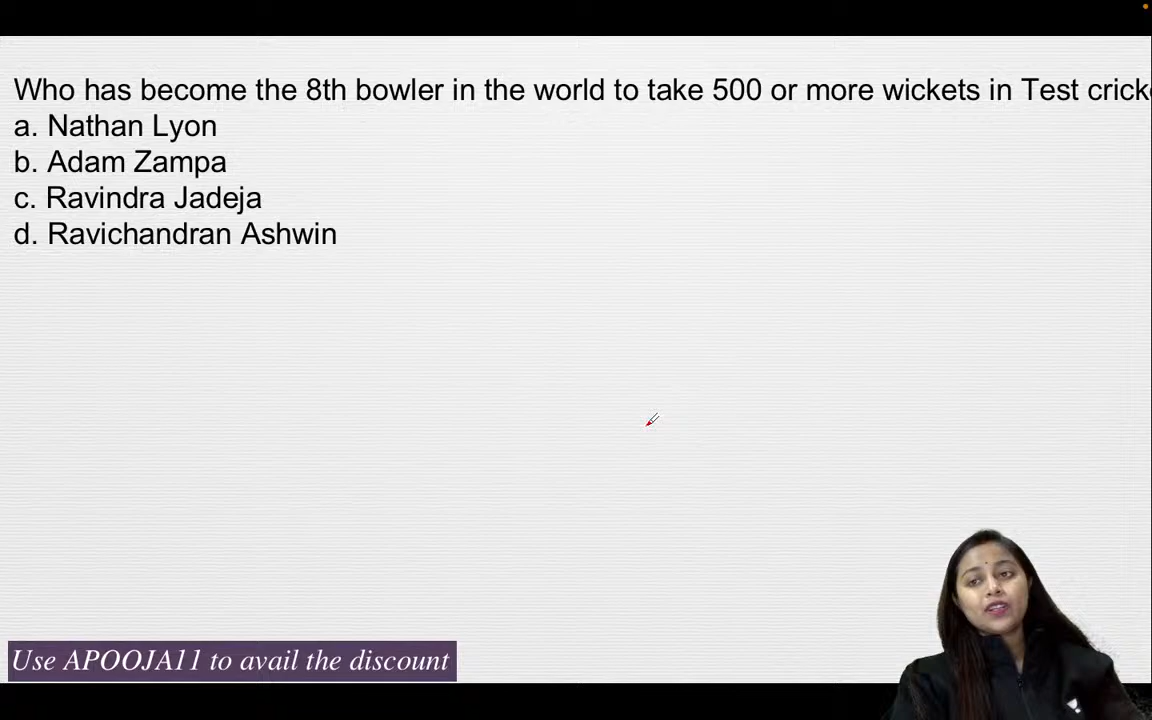 Who has become the 8th bowler in the world to take 500 or more wickets in Test
a. Nathan Lyon
b. Adam Zampa
c. Ravindra Jadeja
d. Ravichandran Ashwin
Use APOOJA11 to avail the discount